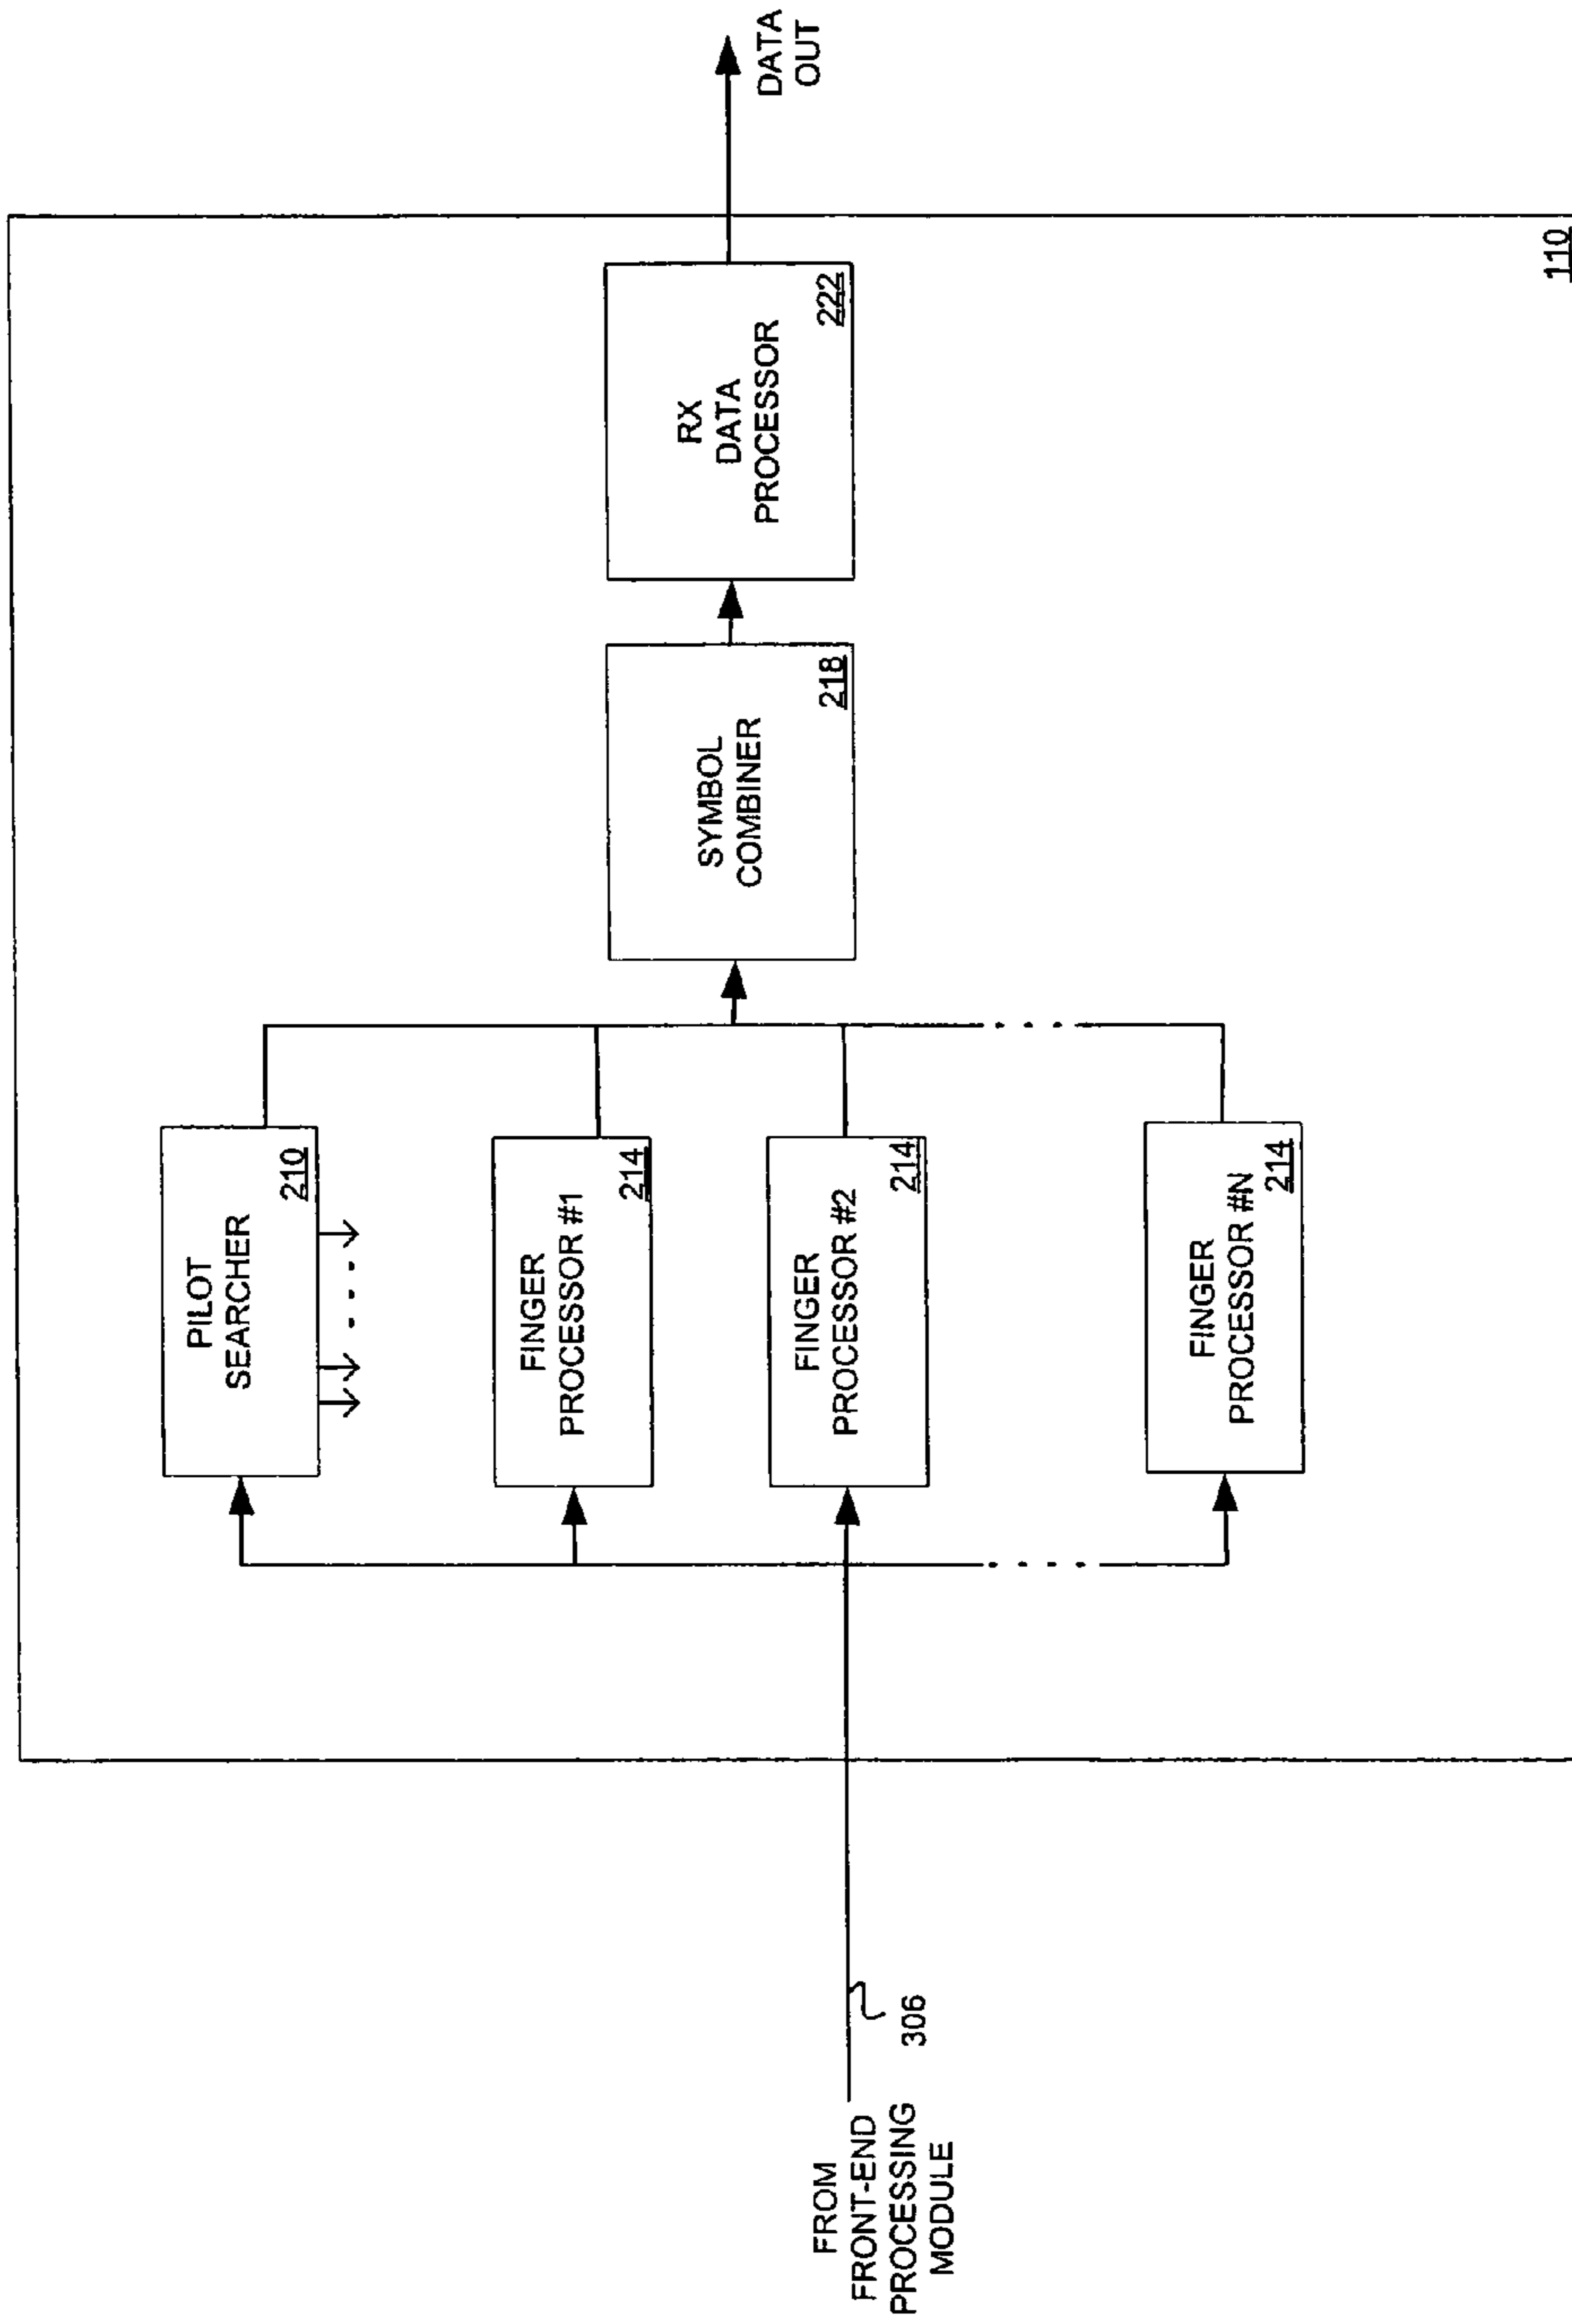 PILOT
SEARCHER
210
FINGER
PROCESSOR #1
214
FINGER
PROCESSOR #2
214
FINGER
PROCESSOR #N
214
SYMBOL
COMBINER
218
RX
DATA
PROCESSOR
222
DATA
OUT
110
FROM
FRONT-END
PROCESSING
MODULE
306